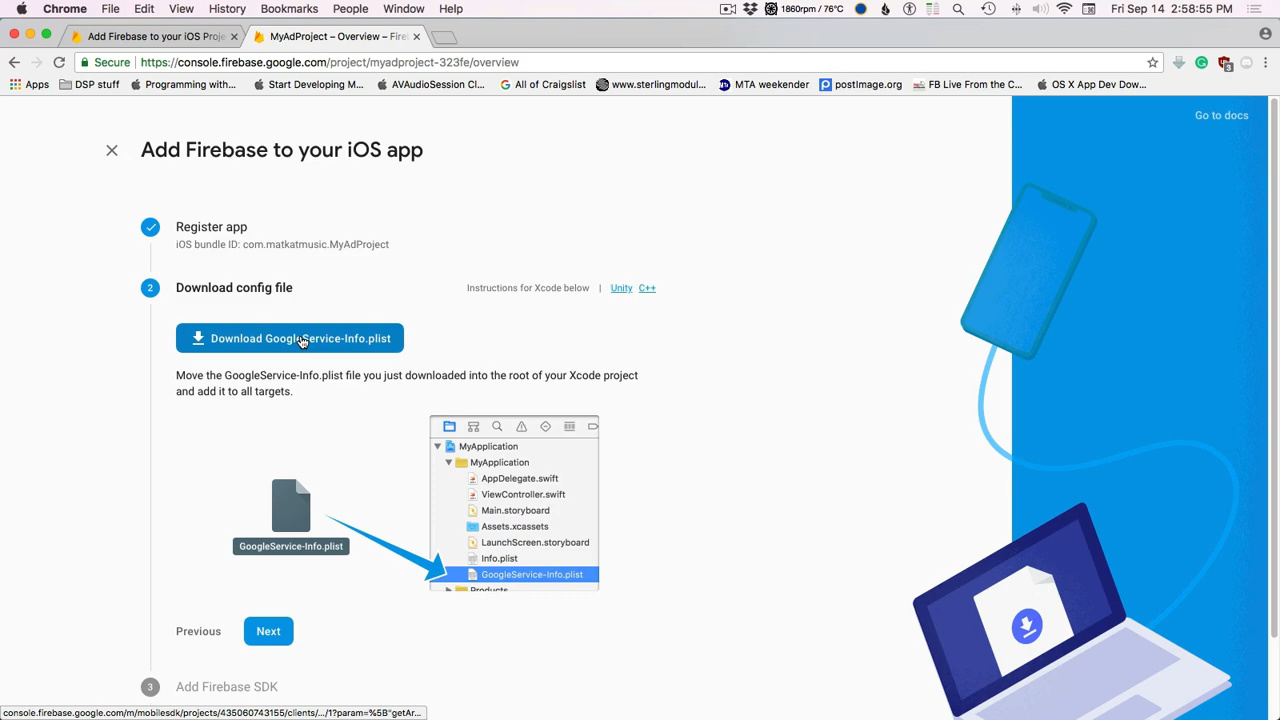 Chrome File Edit View History Bookmarks People Window Help 1860rpm / 76°C Fri Sep 14 2:58:55 PM
Add Firebase to your iOS Proje MyAdProject – Overview – Fire
Secure https://console.firebase.google.com/project/myadproject-323fe/overview
Apps DSP stuff Programming with... Start Developing M... AVAudioSession Cl... All of Craigslist www.sterlingmodul... MTA weekender postImage.org FB Live From the C... OS X App Dev Dow...
Go to docs
Add Firebase to your iOS app
Register app
iOS bundle ID: com.matkatmusic.MyAdProject
2 Download config file Instructions for Xcode below | Unity C++
Download GoogleService-Info.plist
Move the GoogleService-Info.plist file you just downloaded into the root of your Xcode project
and add it to all targets.
MyApplication
MyApplication
AppDelegate.swift
ViewController.swift
Main.storyboard
Assets.xcassets
LaunchScreen.storyboard
Info.plist
GoogleService-Info.plist
GoogleService-Info.plist
Products
Previous Next
3 Add Firebase SDK
console.firebase.google.com/m/mobilesdk/projects/435060743155/clients/.../1?param=%5B"getAr...